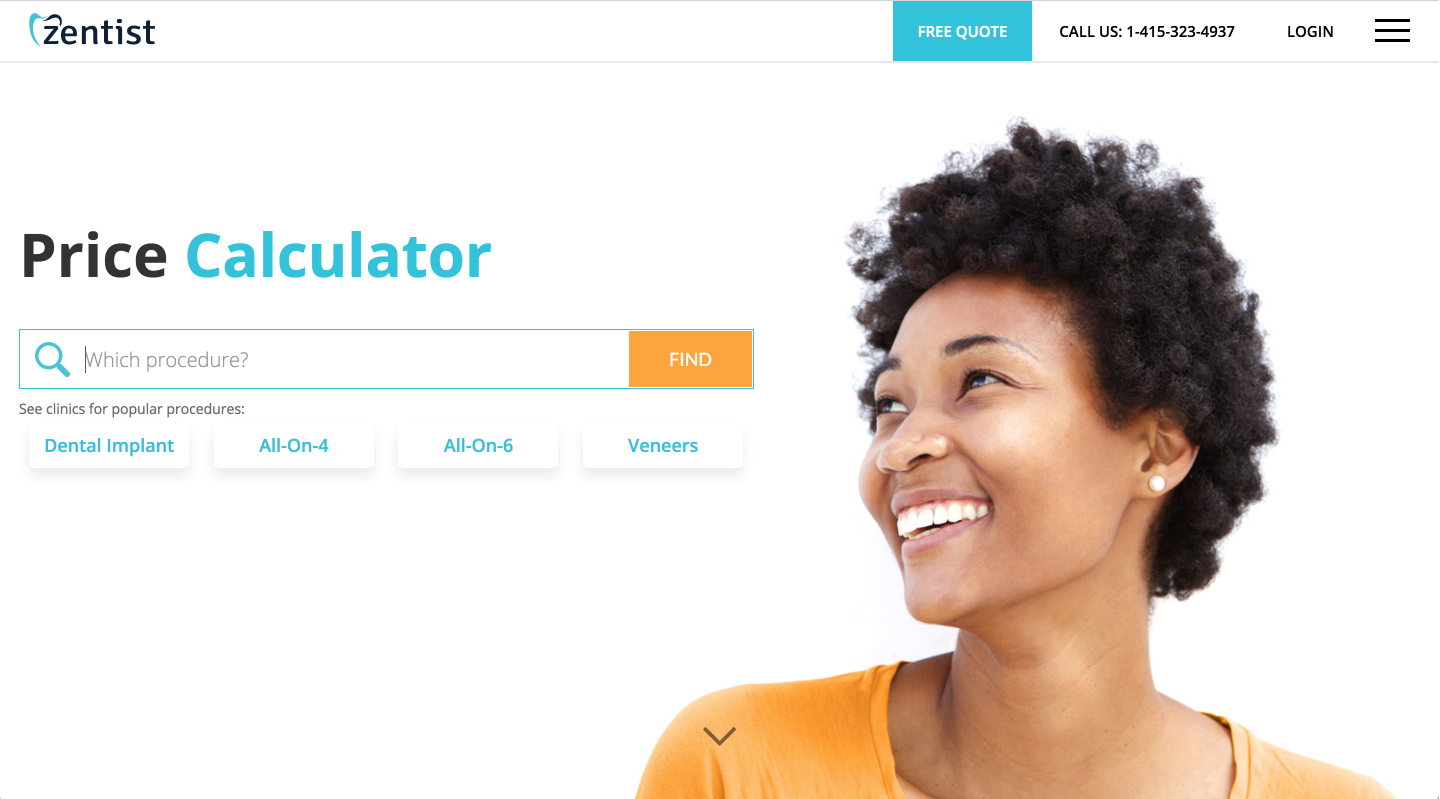 zentist
FREE QUOTE
CALL US: 1-415-323-4937
LOGIN
Price Calculator
Which procedure?
FIND
See clinics for popular procedures:
Dental Implant
All-On-4
All-On-6
Veneers